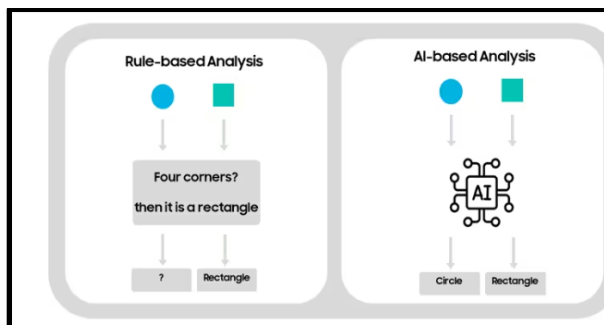 Rule-based Analysis
Four corners?
then it is a rectangle
?
Rectangle
AI-based Analysis
AI
Circle
Rectangle